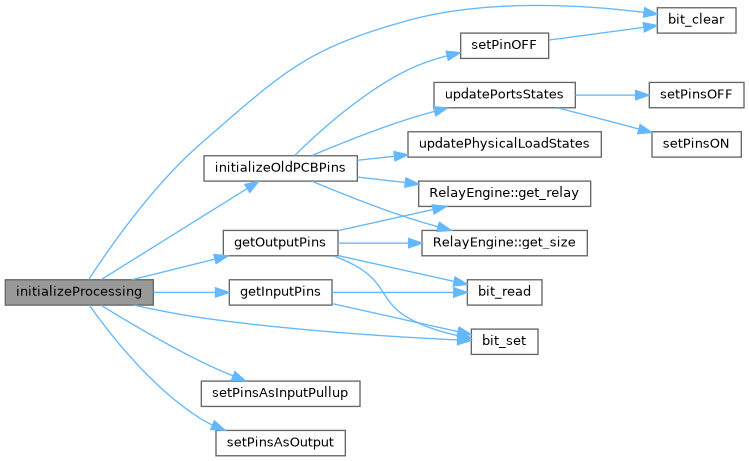 bit_clear
setPinOFF
updatePortsStates
setPinsOFF
setPinsON
updatePhysicalLoadStates
initializeOldPCBPins
RelayEngine::get_relay
getOutputPins
RelayEngine::get_size
initializeProcessing
getInputPins
bit_read
bit_set
setPinsAsInputPullup
setPinsAsOutput